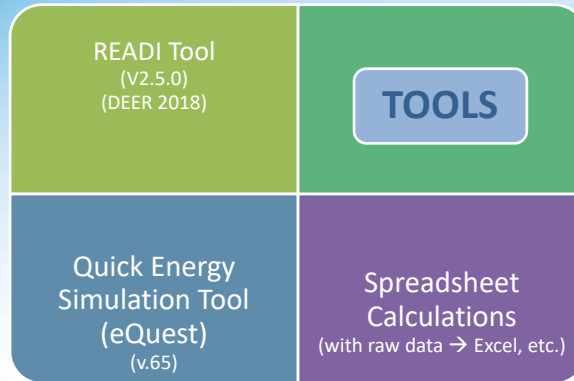 READI Tool
(V2.5.0)
(DEER 2018)
TOOLS
Quick Energy
Simulation Tool
(eQuest)
(v.65)
Spreadsheet
Calculations
(with raw data → Excel, etc.)